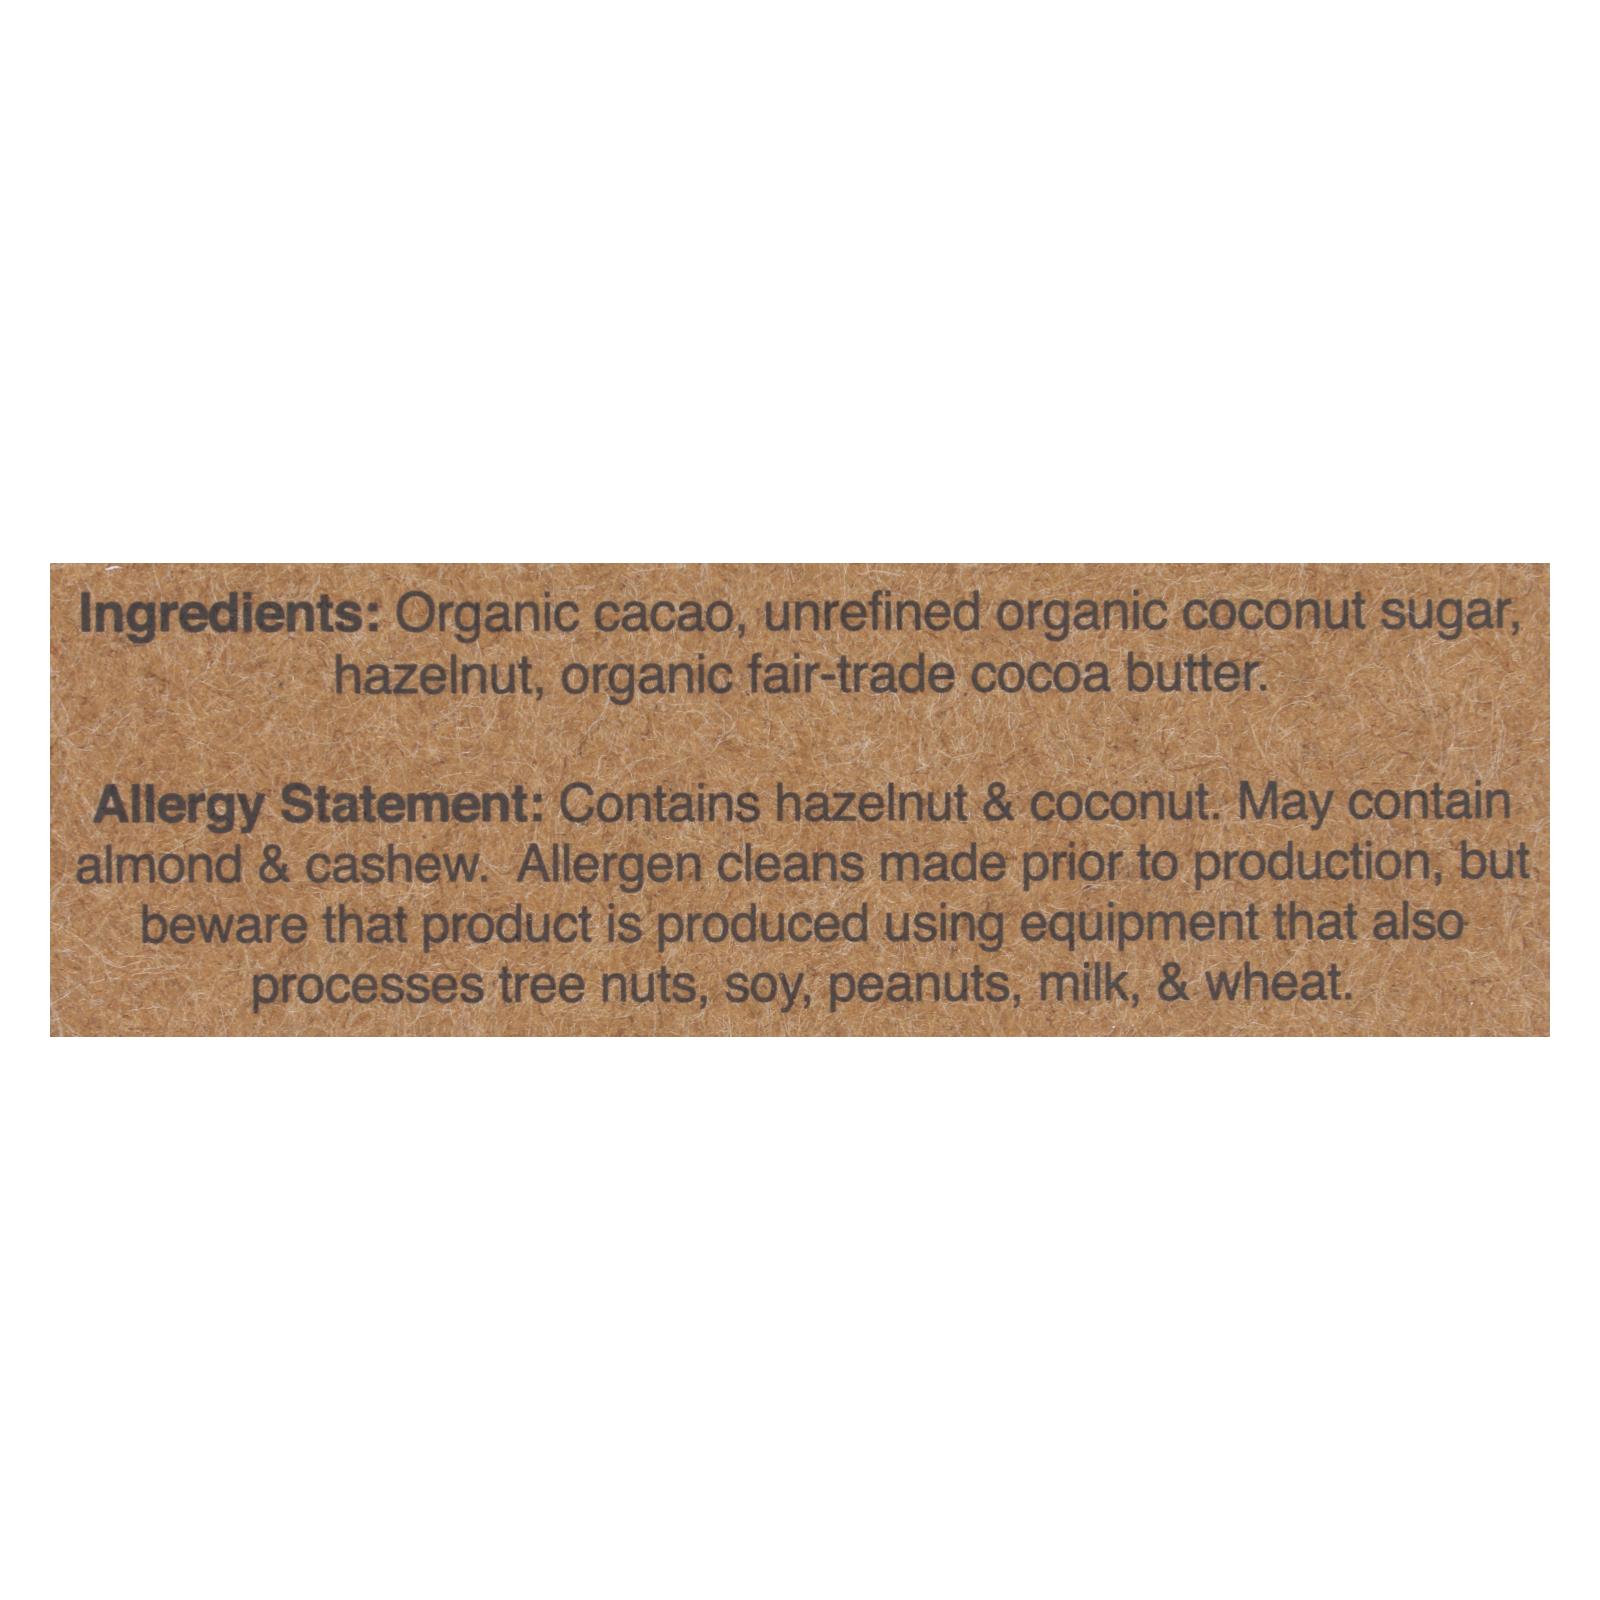 Ingredients: Organic cacao, unrefined organic coconut sugar,
hazelnut, organic fair-trade cocoa butter.
Allergy Statement: Contains hazelnut & coconut. May contain
almond & cashew. Allergen cleans made prior to production, but
beware that product is produced using equipment that also
processes tree nuts, soy, peanuts, milk, & wheat.